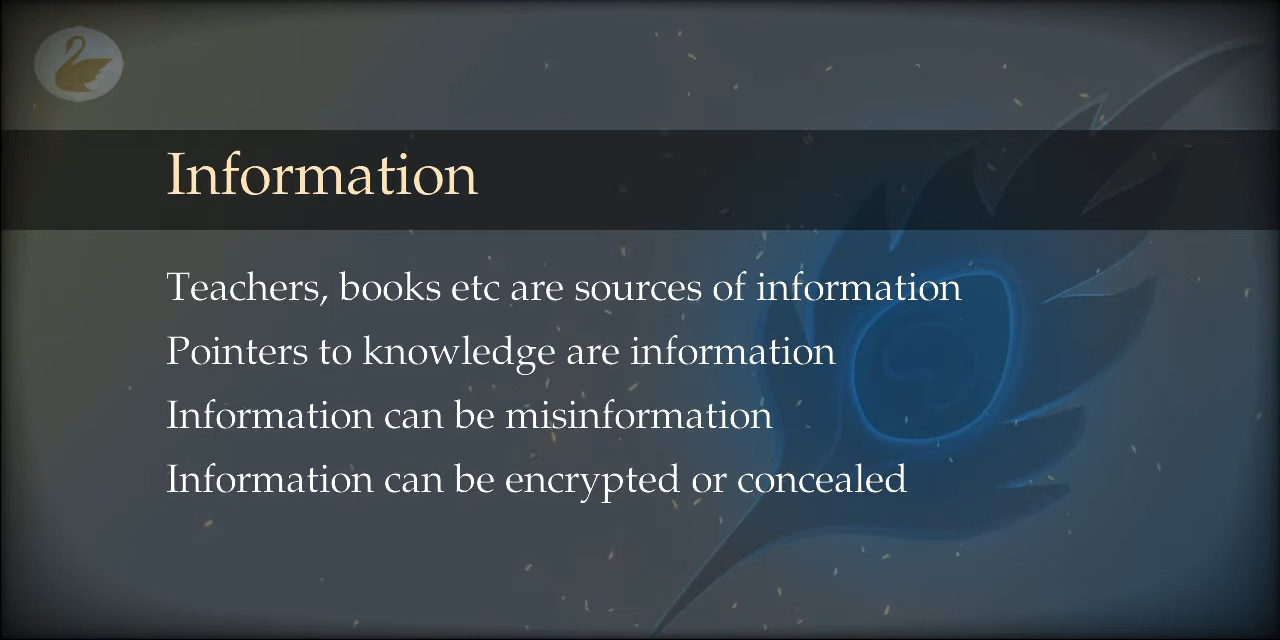 Information
Teachers, books etc are sources of information
Pointers to knowledge are information
Information can be misinformation
Information can be encrypted or concealed